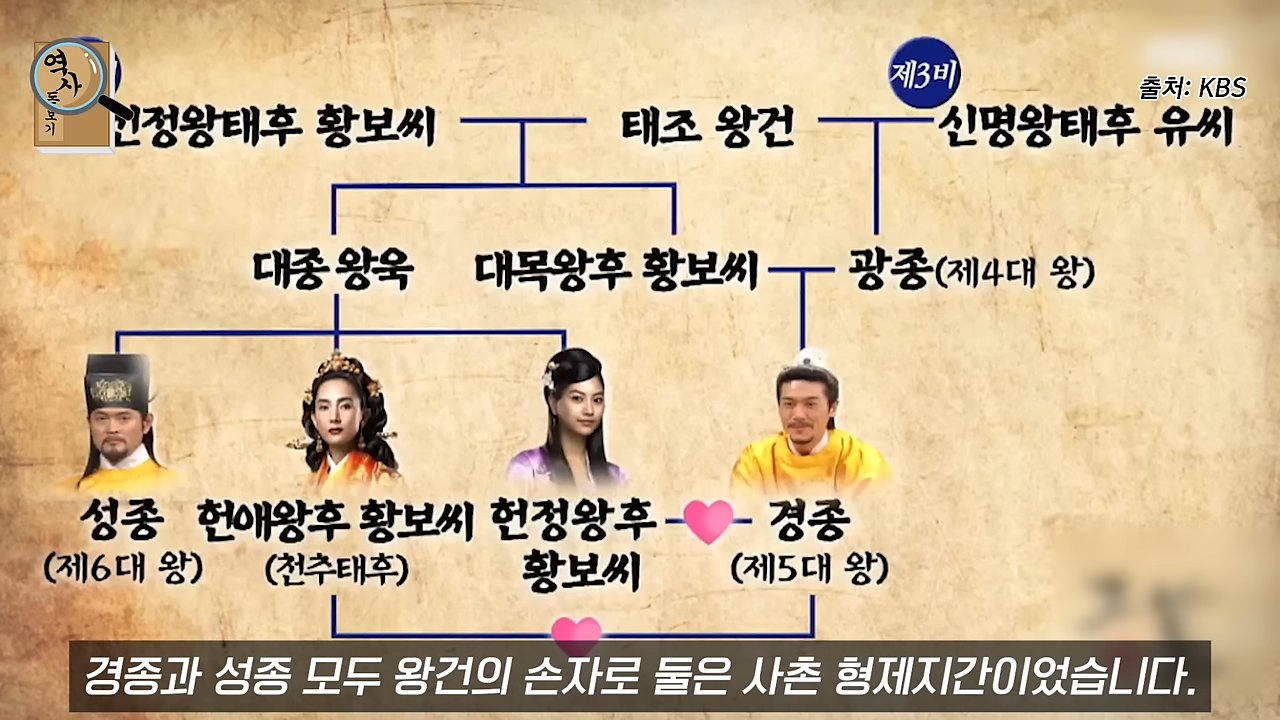 역사
돋보기
제3비
출처: KBS
정왕태후 황보씨
태조 왕건
신명왕태후 유씨
대종 왕욱
대목왕후 황보씨
광종(제4대 왕)
성종
(제6대 왕)
헌애왕후 황보씨
(천추태후)
헌정왕후
황보씨
경종
(제5대 왕)
경종과 성종 모두 왕건의 손자로 둘은 사촌 형제지간이었습니다.